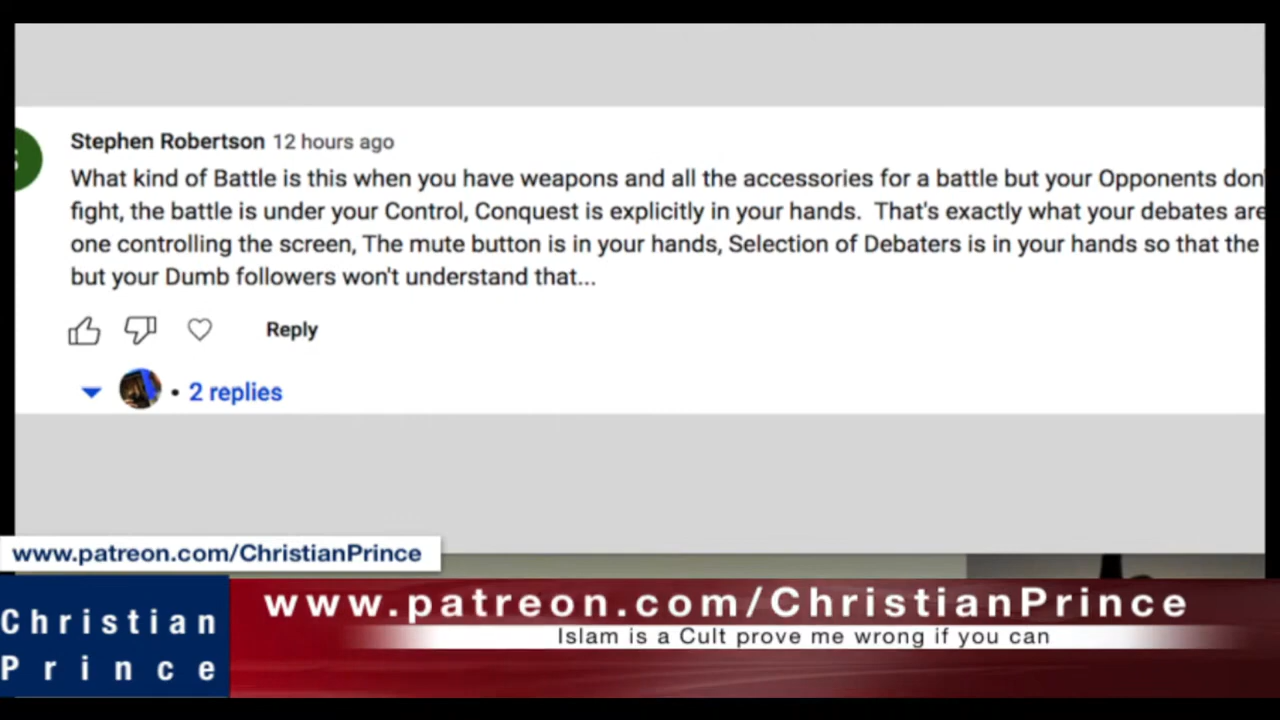 Stephen Robertson 12 hours ago
What kind of Battle is this when you have weapons and all the accessories for a battle but your Opponents don
fight, the battle is under your Control, Conquest is explicitly in your hands. That's exactly what your debates are
one controlling the screen, The mute button is in your hands, Selection of Debaters is in your hands so that the
but your Dumb followers won't understand that...
Reply
• 2 replies
www.patreon.com/ChristianPrince
Christian
Prince
www.patreon.com/ChristianPrince
Islam is a Cult prove me wrong if you can